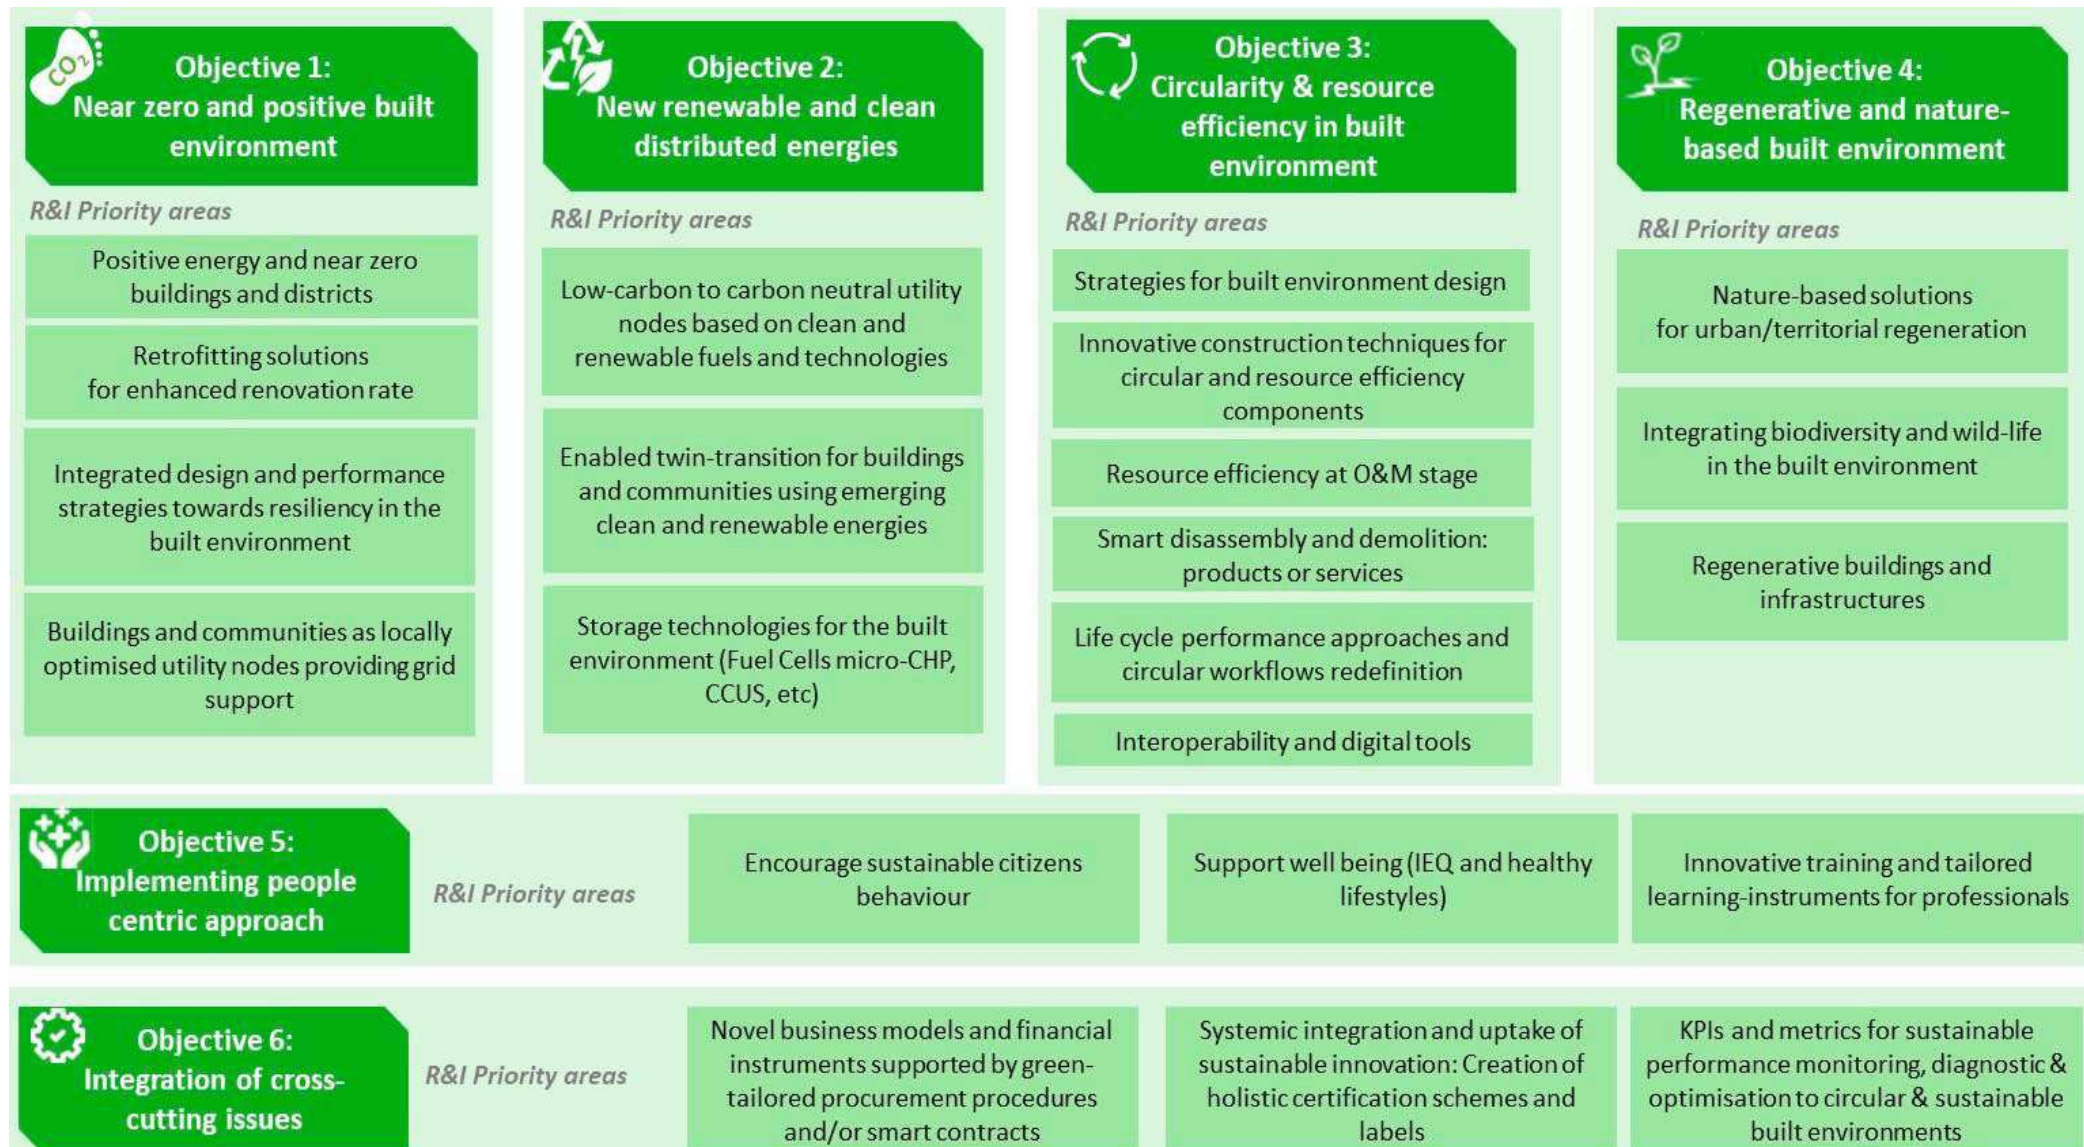 CO2
Objective 1:
Near zero and positive built
environment
R&I Priority areas
Positive energy and near zero
buildings and districts
Retrofitting solutions
for enhanced renovation rate
Integrated design and performance
strategies towards resiliency in the
built environment
Buildings and communities as locally
optimised utility nodes providing grid
support
Objective 2:
New renewable and clean
distributed energies
R&I Priority areas
Low-carbon to carbon neutral utility
nodes based on clean and
renewable fuels and technologies
Enabled twin-transition for buildings
and communities using emerging
clean and renewable energies
Storage technologies for the built
environment (Fuel Cells micro-CHP,
CCUS, etc)
Objective 3:
Circularity & resource
efficiency in built
environment
R&I Priority areas
Strategies for built environment design
Innovative construction techniques for
circular and resource efficiency
components
Resource efficiency at O&M stage
Smart disassembly and demolition:
products or services
Life cycle performance approaches and
circular workflows redefinition
Interoperability and digital tools
Objective 4:
Regenerative and nature-
based built environment
R&I Priority areas
Nature-based solutions
for urban/territorial regeneration
Integrating biodiversity and wild-life
in the built environment
Regenerative buildings and
infrastructures
Objective 5:
Implementing people
centric approach
R&I Priority areas
Encourage sustainable citizens
behaviour
Support well being (IEQ and healthy
lifestyles)
Innovative training and tailored
learning-instruments for professionals
Objective 6:
Integration of cross-
cutting issues
R&I Priority areas
Novel business models and financial
instruments supported by green-
tailored procurement procedures
and/or smart contracts
Systemic integration and uptake of
sustainable innovation: Creation of
holistic certification schemes and
labels
KPIs and metrics for sustainable
performance monitoring, diagnostic &
optimisation to circular & sustainable
built environments